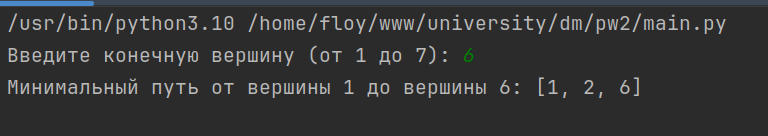 /usr/bin/python3.10 /home/floy/www/university/dm/pw2/main.py
Введите конечную вершину (от 1 до 7): 6
Минимальный путь от вершины 1 до вершины 6: [1, 2, 6]